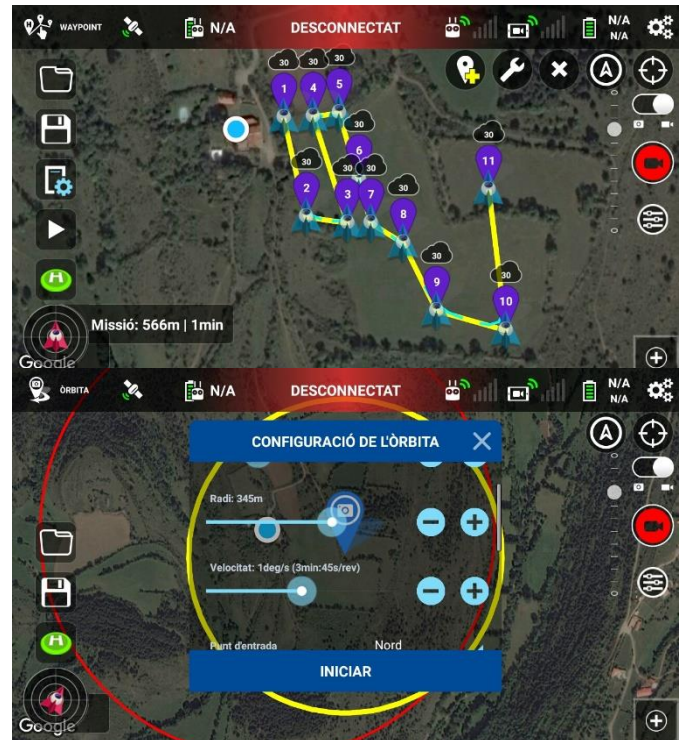 WAYPOINT
N/A
DESCONNECTAT
N/A
N/A
30
30
30
1
4
5
30
6
30
11
30
30
30
2
3
7
30
8
30
9
30
10
Missió: 566m | 1min
Google
ÒRBITA
N/A
DESCONNECTAT
N/A
N/A
CONFIGURACIÓ DE L'ÒRBITA
Radi: 345m
Velocitat: 1deg/s (3min:45s/rev)
Punt d'entrada
Nord
INICIAR
Google